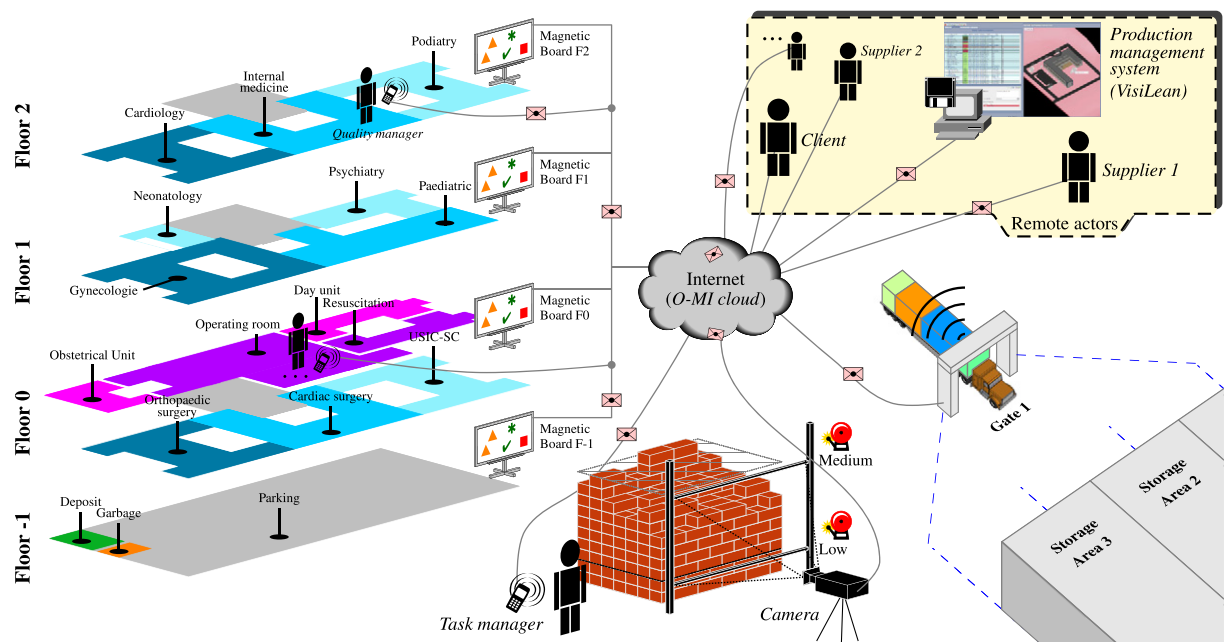 Floor 2
Cardiology
Internal
medicine
Podiatry
Quality manager
Magnetic
Board F2
Floor 1
Neonatology
Psychiatry
Paediatric
Gynecologie
Magnetic
Board F1
Floor 0
Obstetrical Unit
Operating room
Day unit
Resuscitation
USIC-SC
...
Orthopaedic
surgery
Cardiac surgery
Magnetic
Board F0
Floor -1
Deposit
Garbage
Parking
Magnetic
Board F-1
Internet
(O-MI cloud)
...
Supplier 2
Client
Production
management
system
(VisiLean)
Supplier 1
Remote actors
Gate 1
Storage
Area 2
Storage
Area 3
Medium
Low
Camera
Task manager